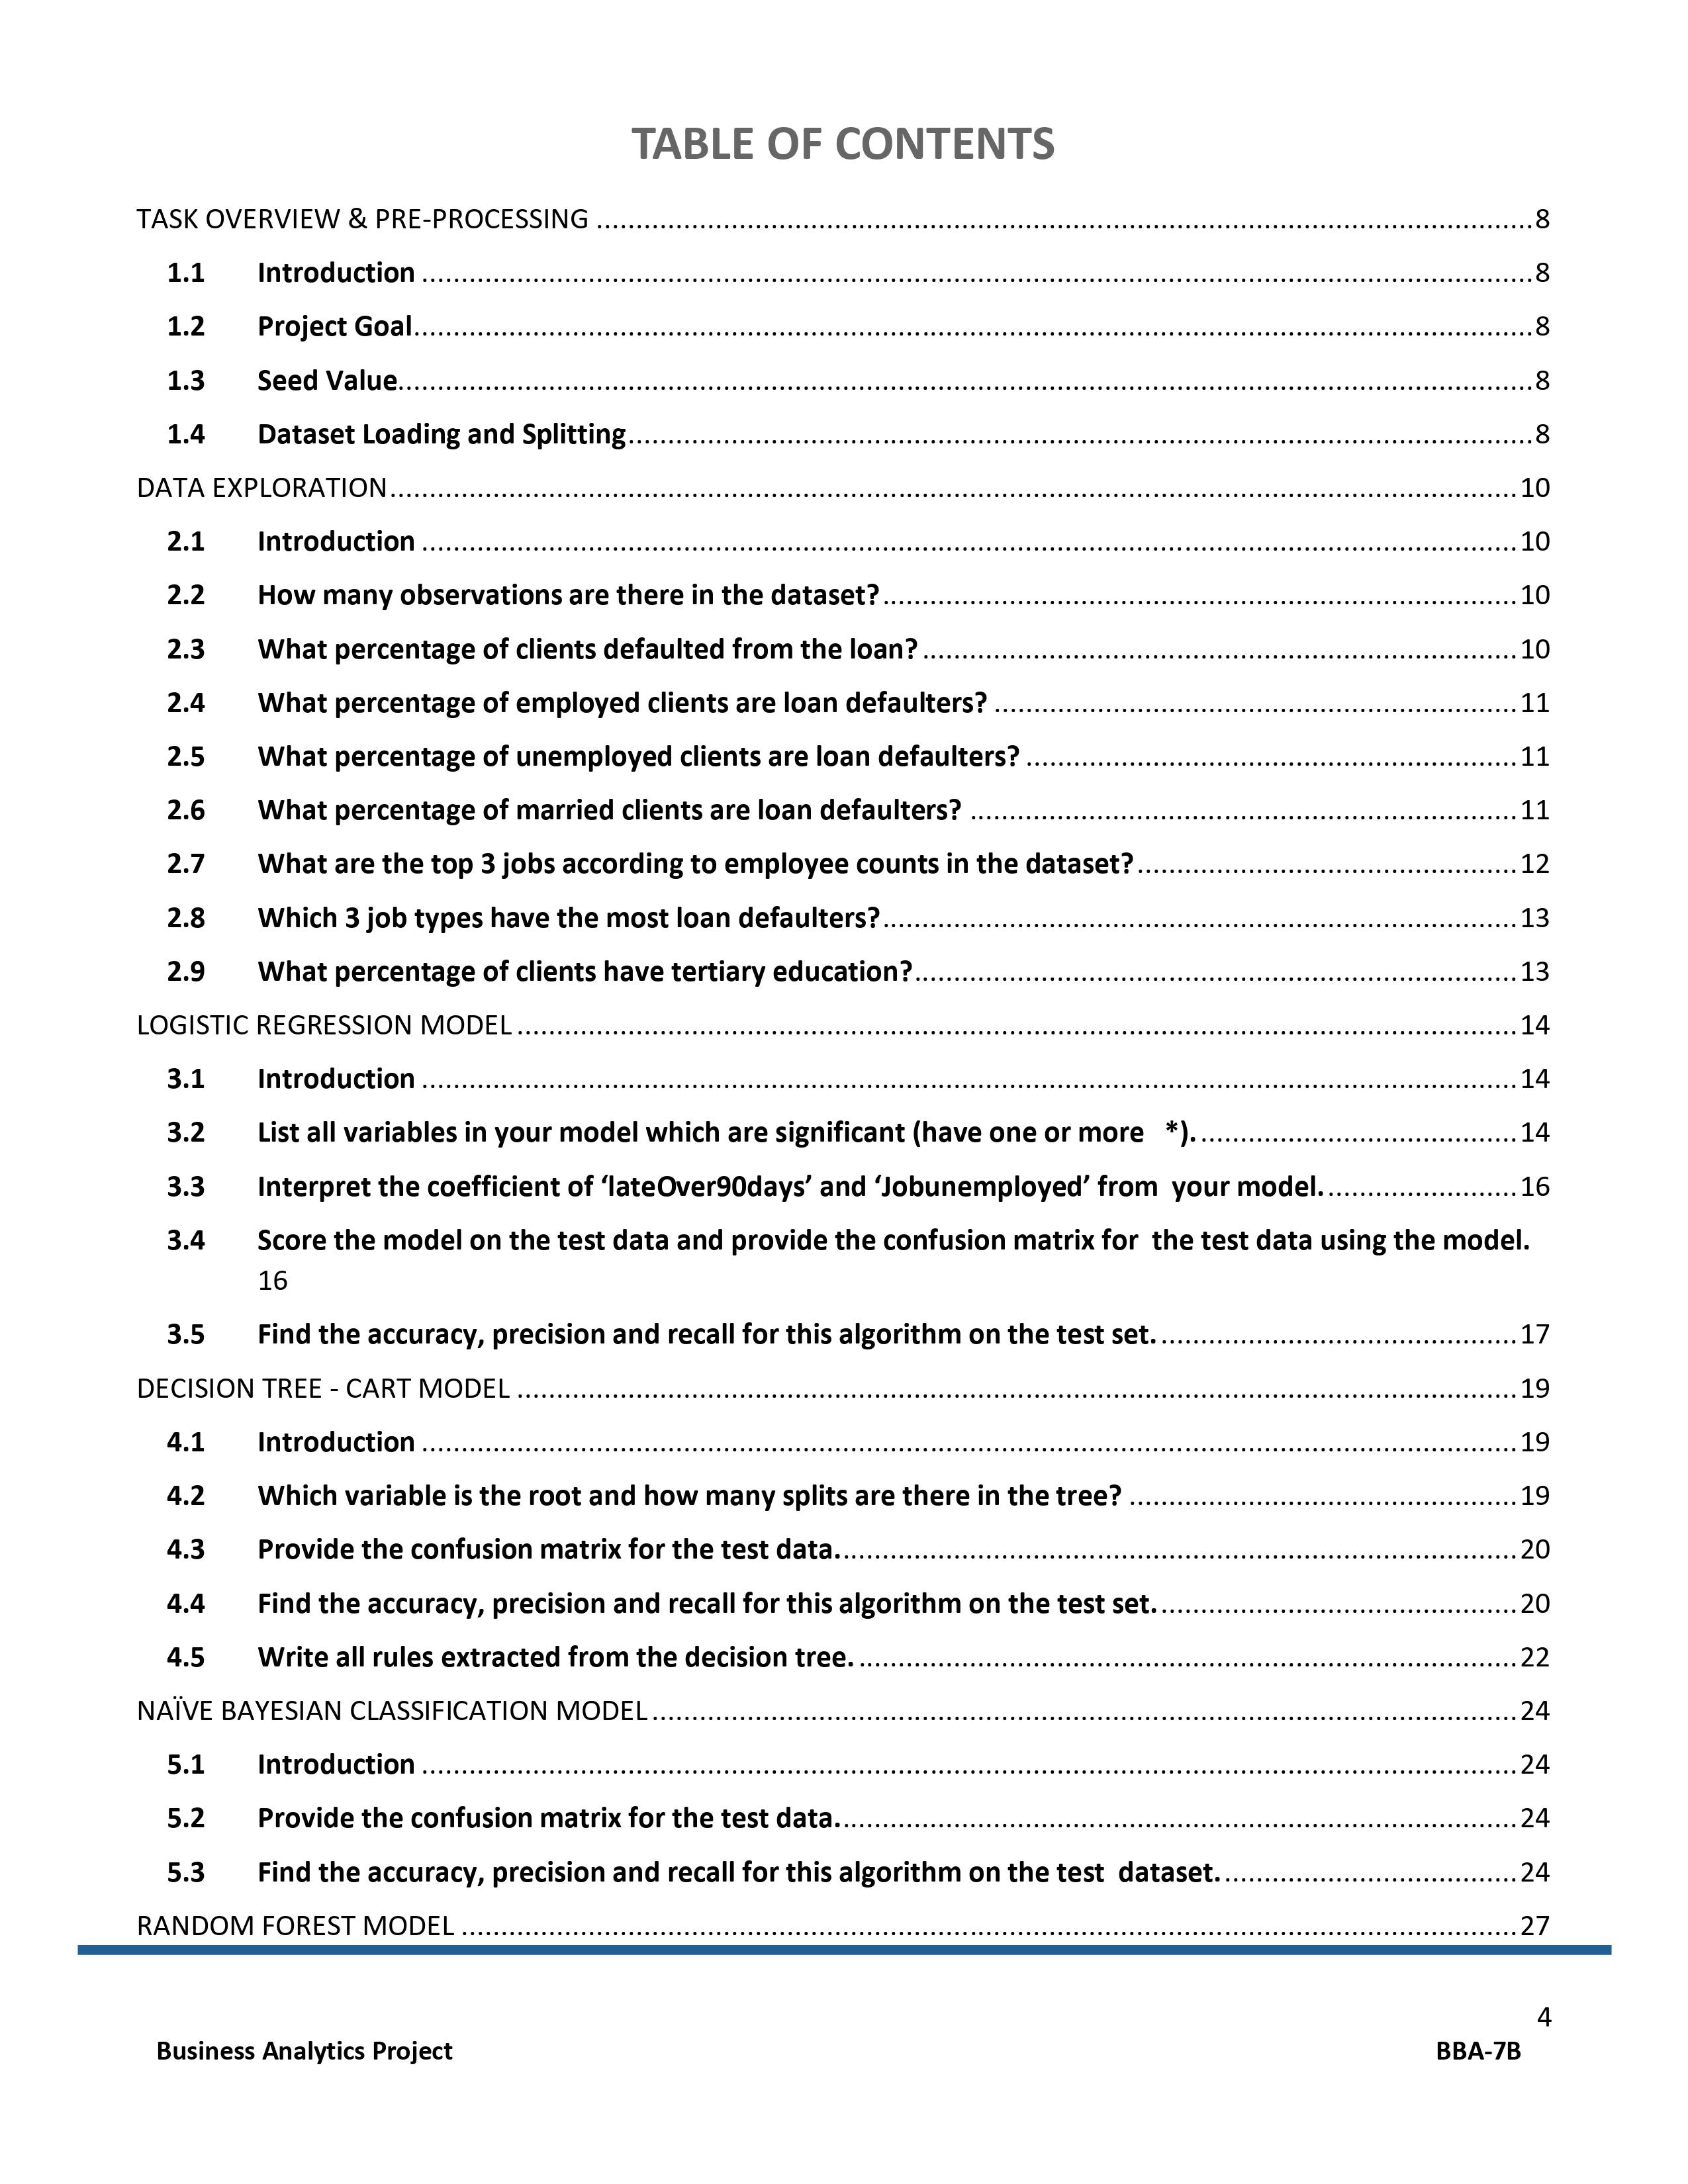 TABLE OF CONTENTS
TASK OVERVIEW & PRE-PROCESSING ........ 8
1.1 Introduction ........ 8
1.2 Project Goal ........ 8
1.3 Seed Value ........ 8
1.4 Dataset Loading and Splitting ........ 8
DATA EXPLORATION ........ 10
2.1 Introduction ........ 10
2.2 How many observations are there in the dataset? ........ 10
2.3 What percentage of clients defaulted from the loan? ........ 10
2.4 What percentage of employed clients are loan defaulters? ........ 11
2.5 What percentage of unemployed clients are loan defaulters? ........ 11
2.6 What percentage of married clients are loan defaulters? ........ 11
2.7 What are the top 3 jobs according to employee counts in the dataset? ........ 12
2.8 Which 3 job types have the most loan defaulters? ........ 13
2.9 What percentage of clients have tertiary education? ........ 13
LOGISTIC REGRESSION MODEL ........ 14
3.1 Introduction ........ 14
3.2 List all variables in your model which are significant (have one or more *). ........ 14
3.3 Interpret the coefficient of ‘lateOver90days’ and ‘Jobunemployed’ from your model. ........ 16
3.4 Score the model on the test data and provide the confusion matrix for the test data using the model.
16
3.5 Find the accuracy, precision and recall for this algorithm on the test set. ........ 17
DECISION TREE - CART MODEL ........ 19
4.1 Introduction ........ 19
4.2 Which variable is the root and how many splits are there in the tree? ........ 19
4.3 Provide the confusion matrix for the test data. ........ 20
4.4 Find the accuracy, precision and recall for this algorithm on the test set. ........ 20
4.5 Write all rules extracted from the decision tree. ........ 22
NAÏVE BAYESIAN CLASSIFICATION MODEL ........ 24
5.1 Introduction ........ 24
5.2 Provide the confusion matrix for the test data. ........ 24
5.3 Find the accuracy, precision and recall for this algorithm on the test dataset. ........ 24
RANDOM FOREST MODEL ........ 27
4
Business Analytics Project BBA-7B